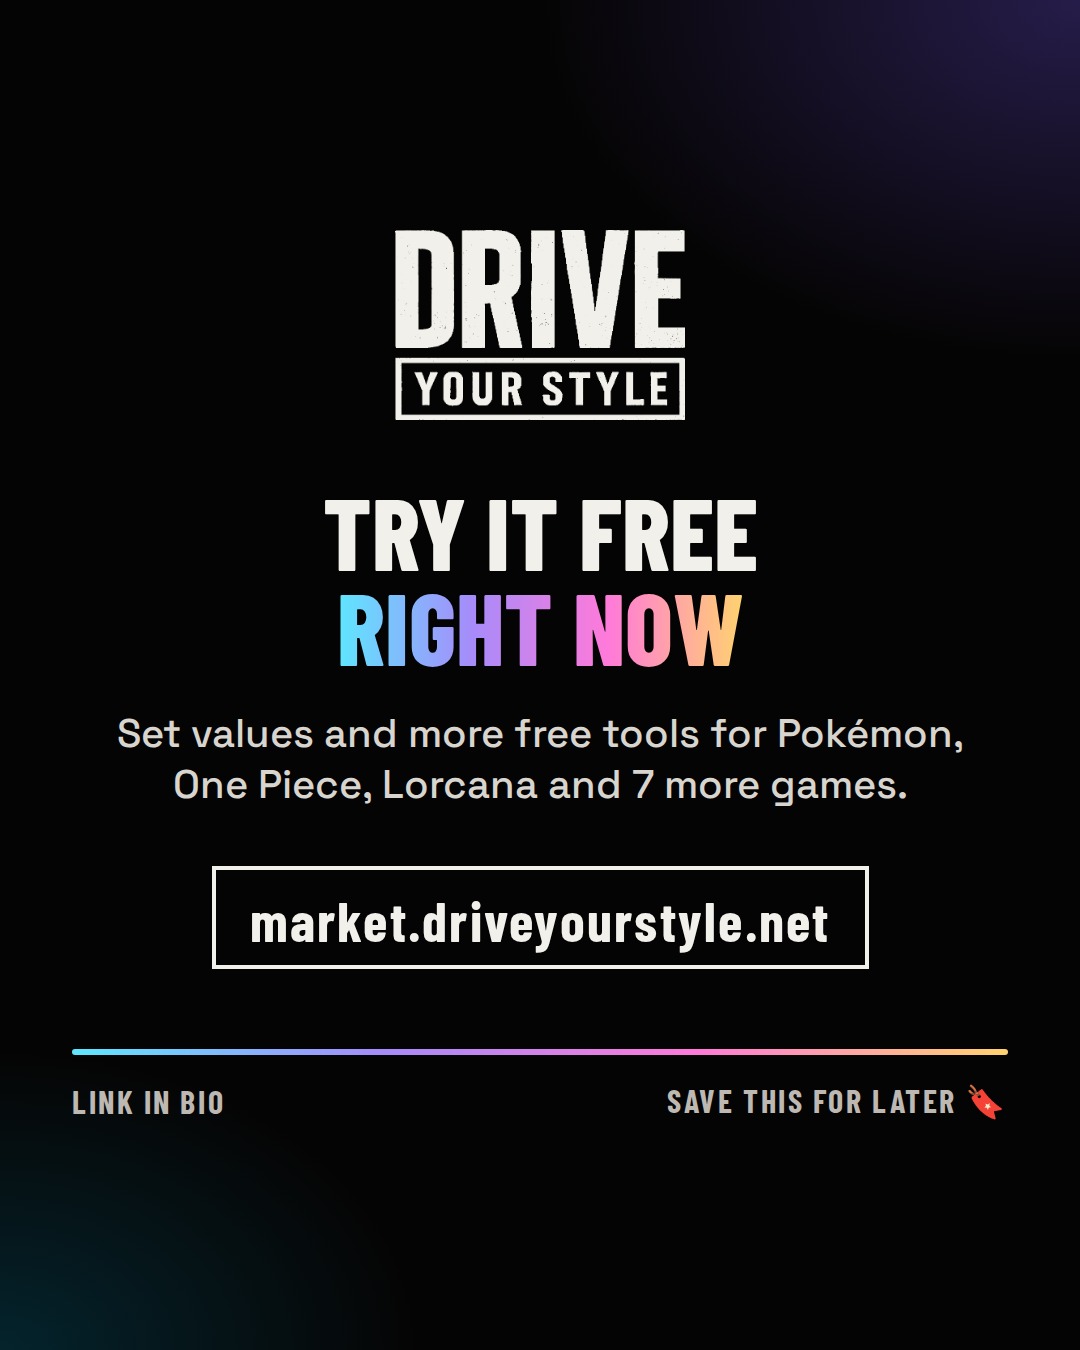 DRIVE
YOUR STYLE
TRY IT FREE
RIGHT NOW
Set values and more free tools for Pokémon,
One Piece, Lorcana and 7 more games.
market.driveyourstyle.net
LINK IN BIO
SAVE THIS FOR LATER 🔖